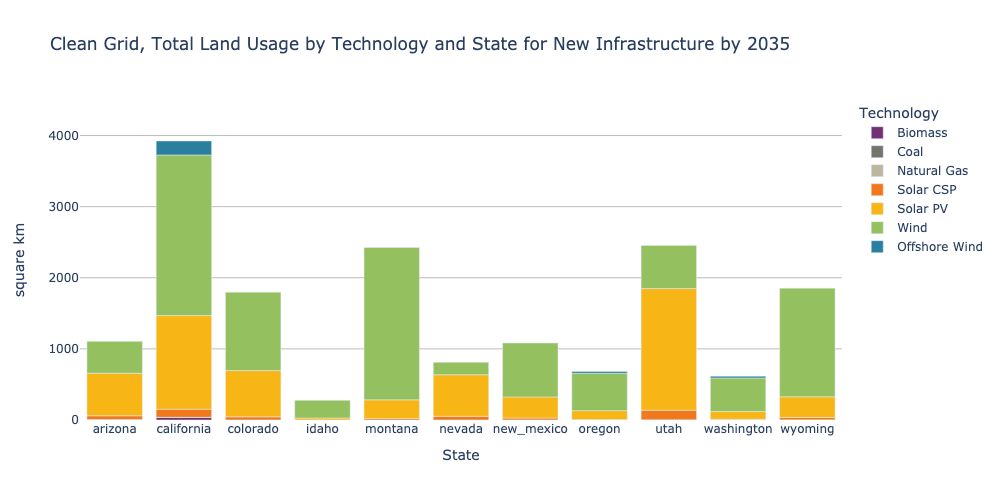 Clean Grid, Total Land Usage by Technology and State for New Infrastructure by 2035
Technology
Biomass
Coal
Natural Gas
Solar CSP
Solar PV
Wind
Offshore Wind
square km
4000
3000
2000
1000
0
arizona california colorado idaho montana nevada new_mexico oregon utah washington wyoming
State